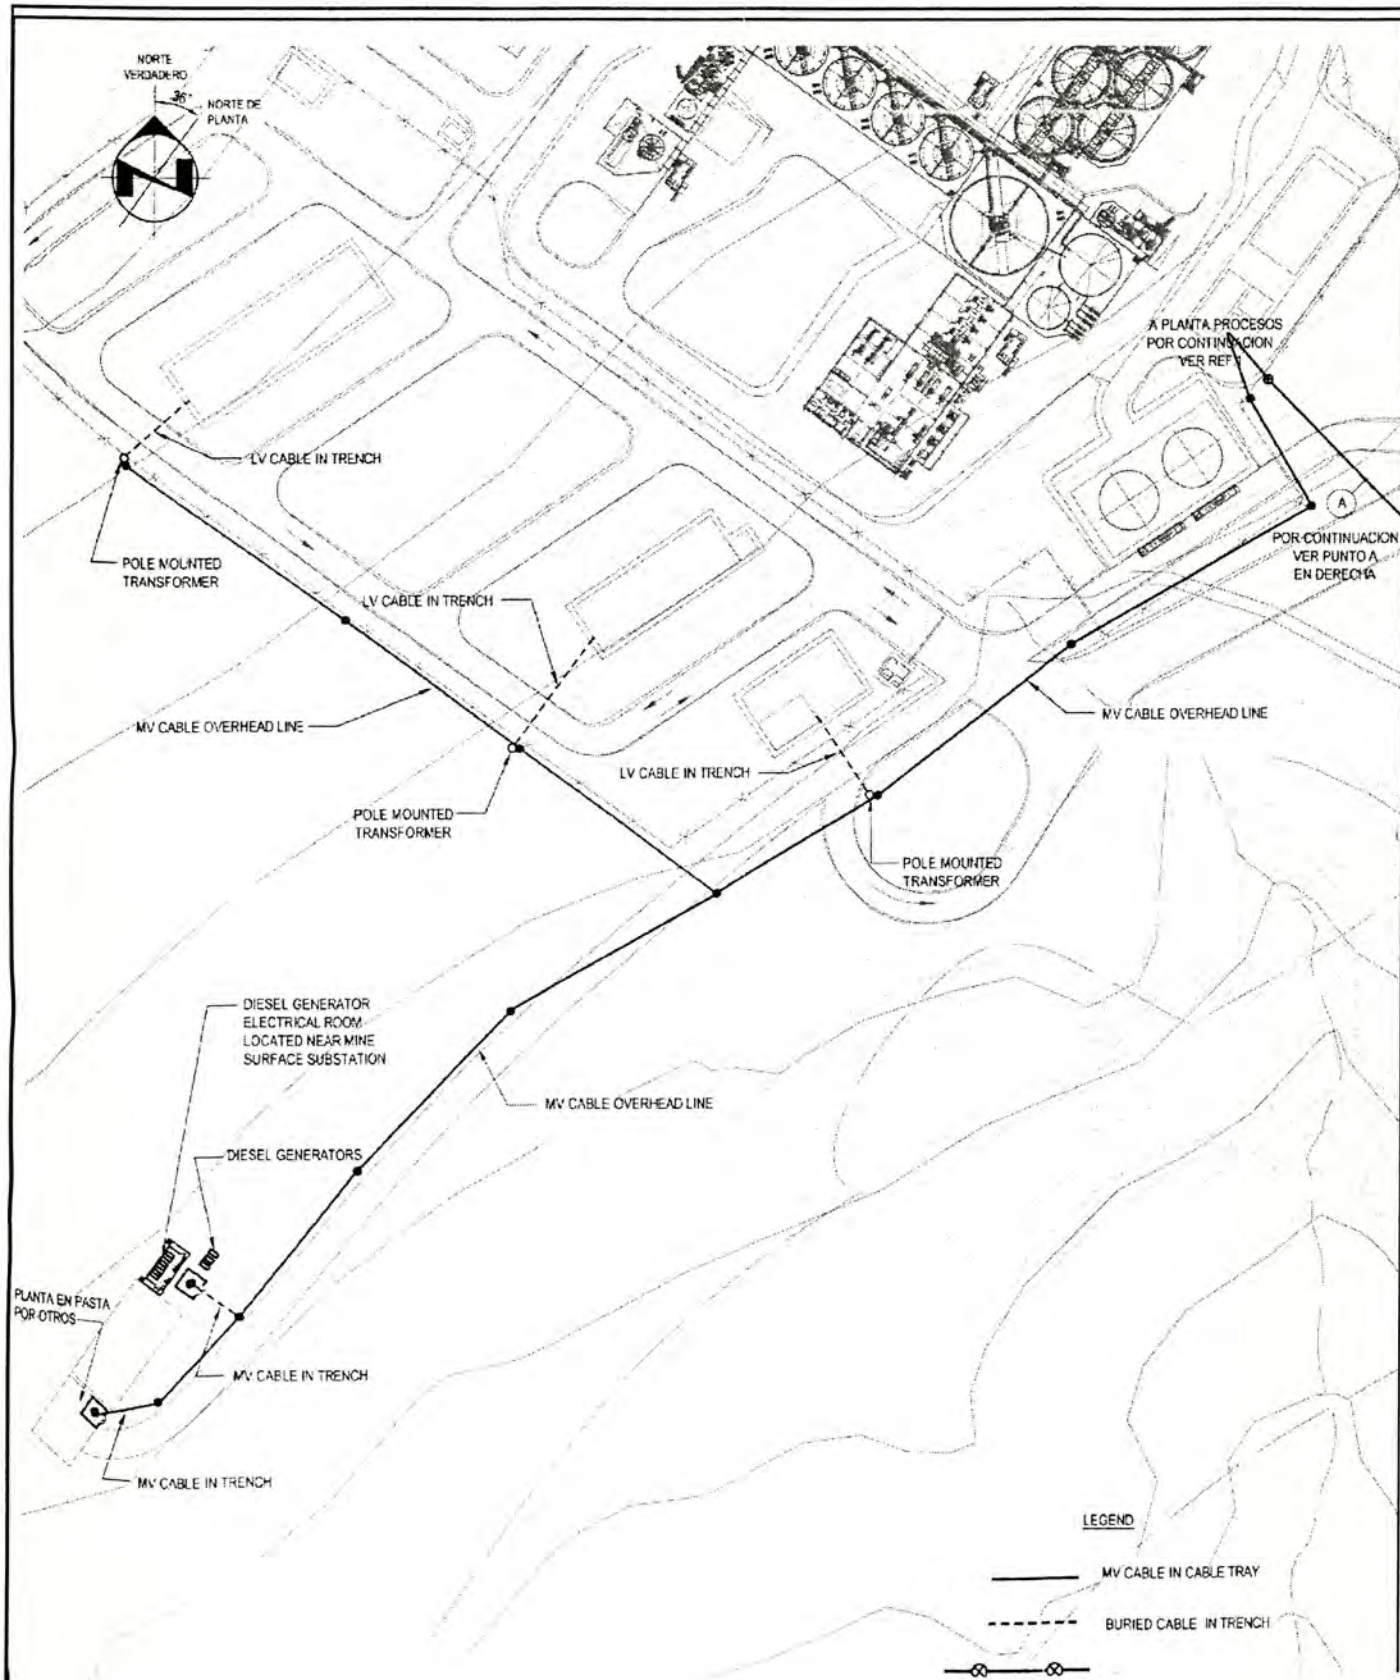 NORTE
VERDADERO
36°
NORTE DE
PLANTA
N
A PLANTA PROCESOS
POR CONTINUACION
VER REF.1
LV CABLE IN TRENCH
A
POR CONTINUACION
VER PUNTO A
EN DERECHA
POLE MOUNTED
TRANSFORMER
LV CABLE IN TRENCH
MV CABLE OVERHEAD LINE
MV CABLE OVERHEAD LINE
LV CABLE IN TRENCH
POLE MOUNTED
TRANSFORMER
POLE MOUNTED
TRANSFORMER
DIESEL GENERATOR
ELECTRICAL ROOM
LOCATED NEAR MINE
SURFACE SUBSTATION
MV CABLE OVERHEAD LINE
DIESEL GENERATORS
PLANTA EN PASTA
POR OTROS
MV CABLE IN TRENCH
MV CABLE IN TRENCH
LEGEND
MV CABLE IN CABLE TRAY
BURIED CABLE IN TRENCH